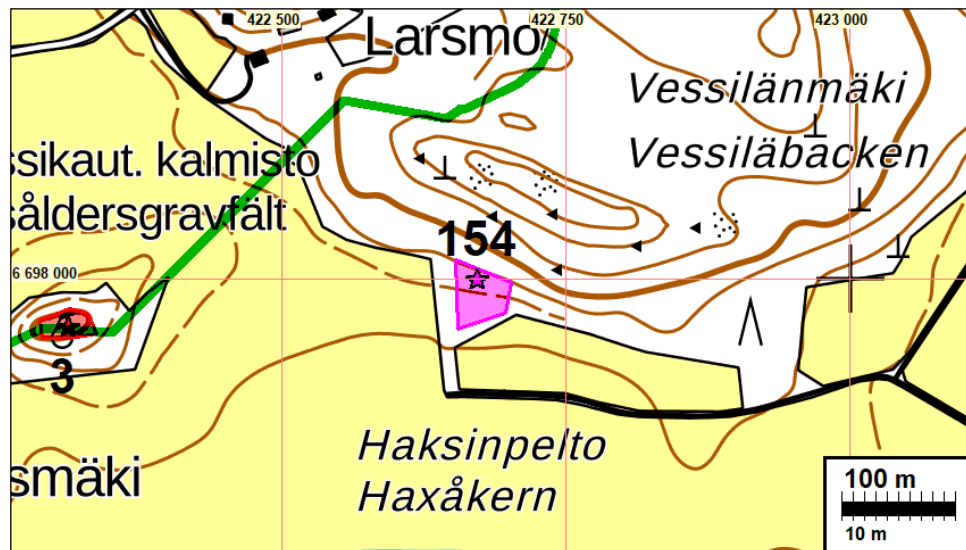 422 500
422 750
423 000
Larsmo
Vessilänmäki
Vessiläbacken
ssikaut. kalmisto
såldersgravfält
154
6 698 000
3
Haksinpelto
Haxåkern
smäki
100 m
10 m